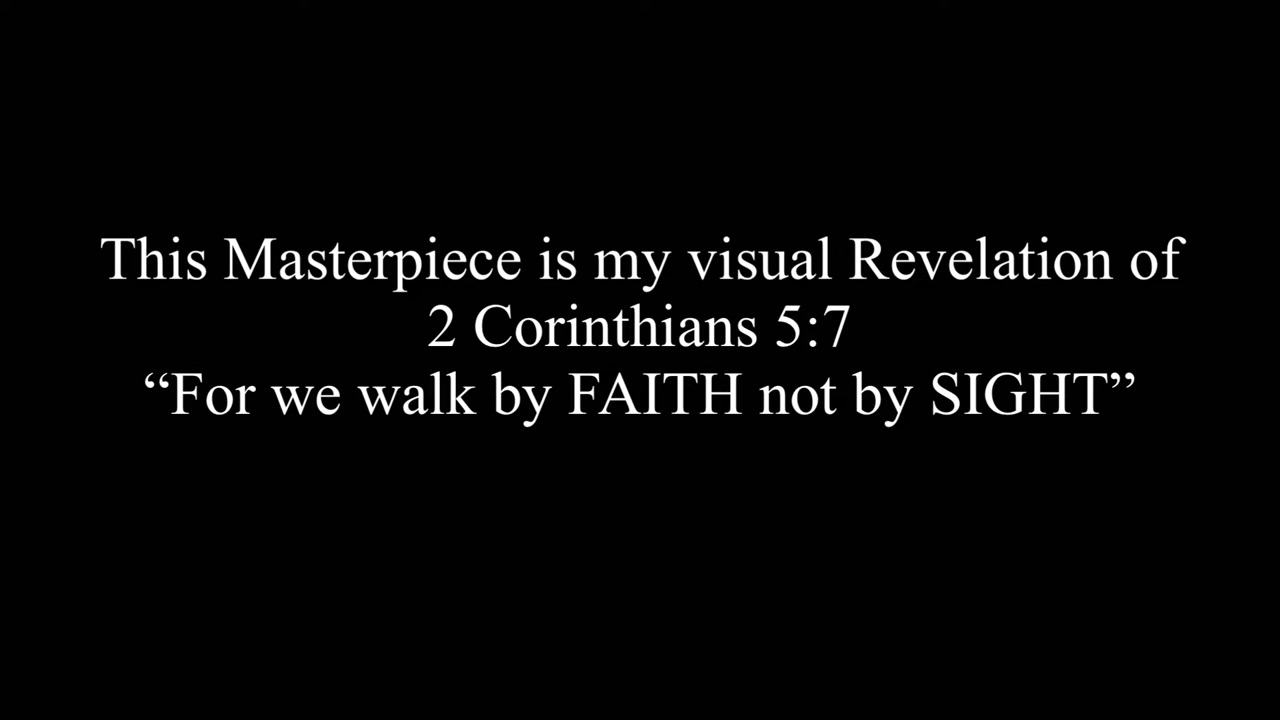 This Masterpiece is my visual Revelation of
2 Corinthians 5:7
“For we walk by FAITH not by SIGHT”